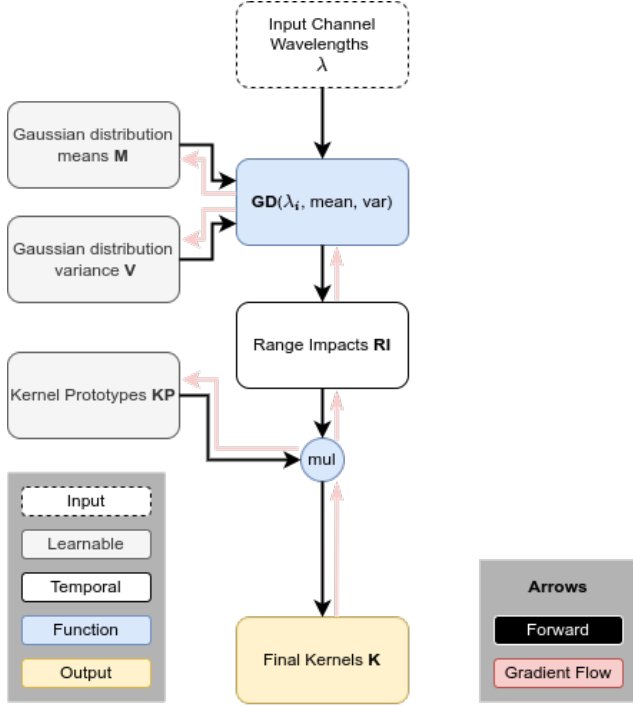 Input Channel
Wavelengths
λ
Gaussian distribution
means M
GD(λi, mean, var)
Gaussian distribution
variance V
Range Impacts RI
Kernel Prototypes KP
mul
Input
Learnable
Temporal
Function
Output
Final Kernels K
Arrows
Forward
Gradient Flow